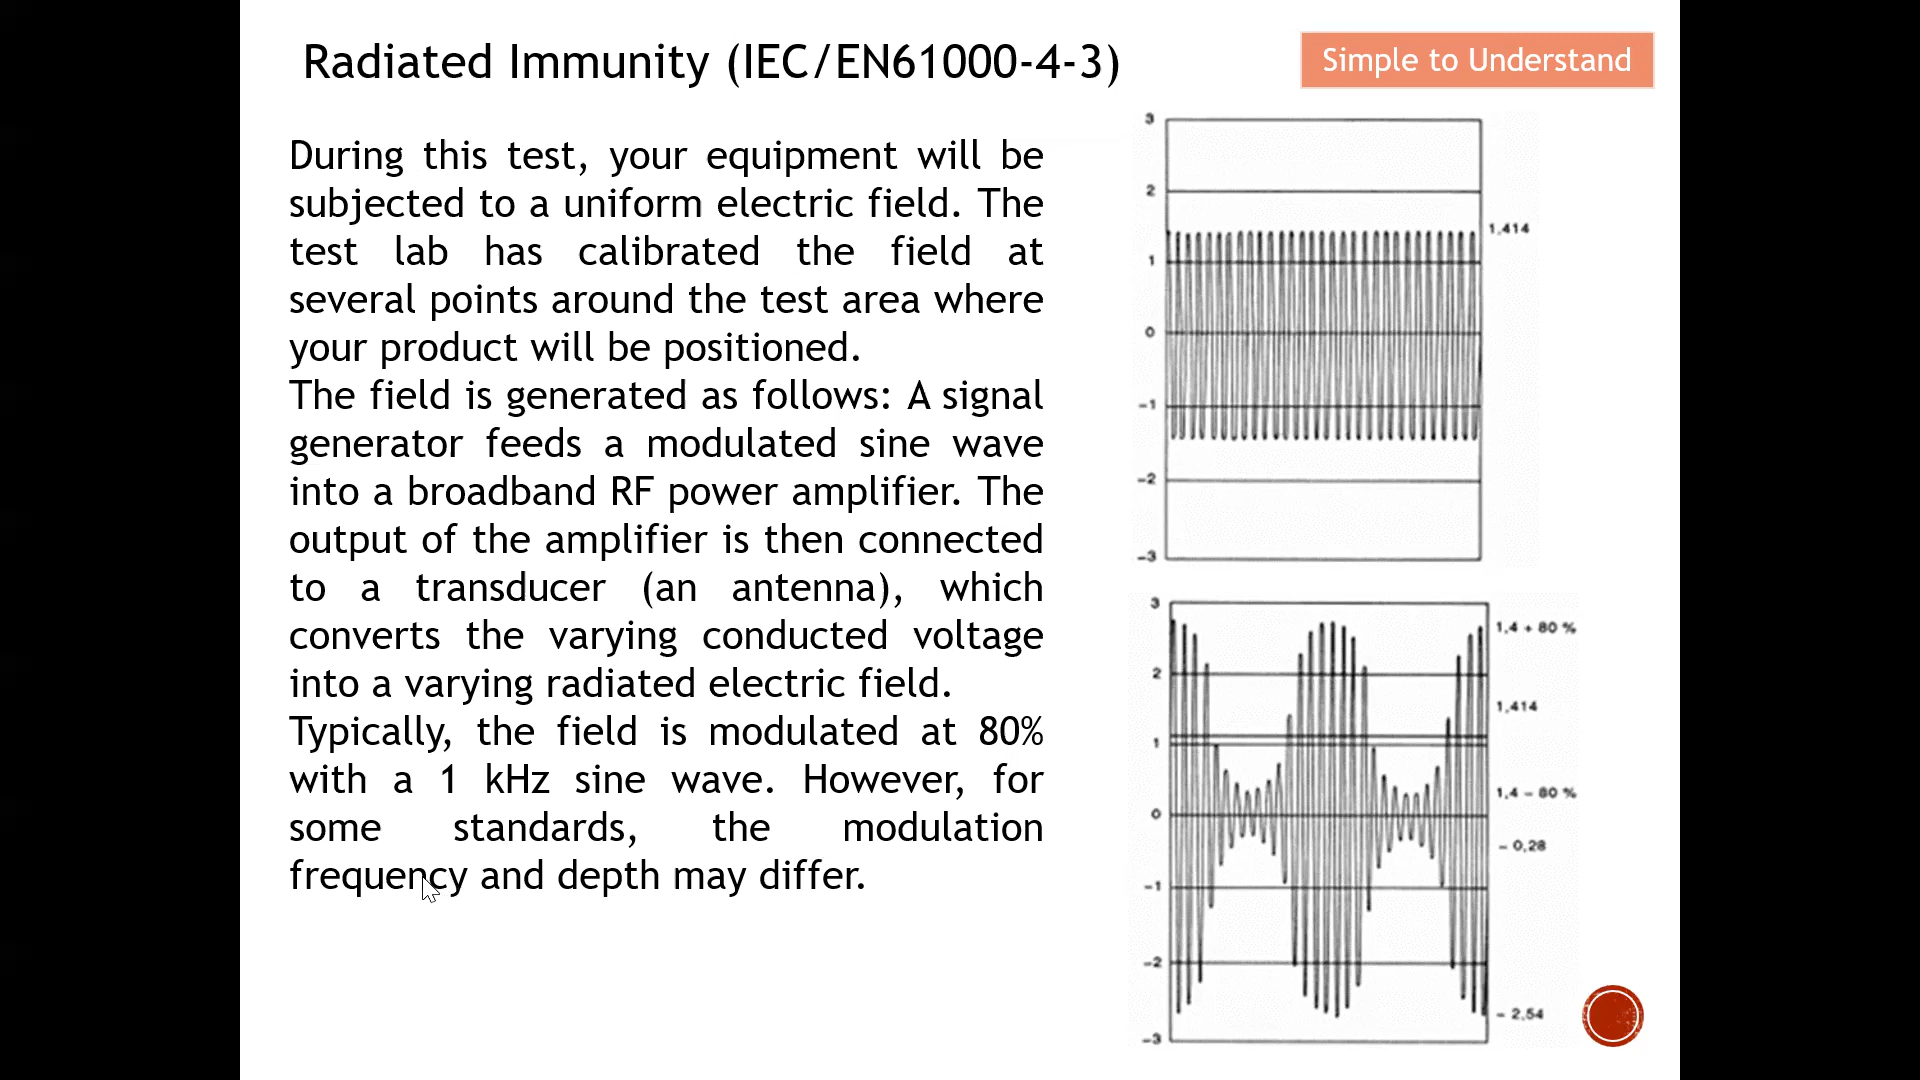 Radiated Immunity (IEC/EN61000-4-3)
Simple to Understand
During this test, your equipment will be
subjected to a uniform electric field. The
test lab has calibrated the field at
several points around the test area where
your product will be positioned.
The field is generated as follows: A signal
generator feeds a modulated sine wave
into a broadband RF power amplifier. The
output of the amplifier is then connected
to a transducer (an antenna), which
converts the varying conducted voltage
into a varying radiated electric field.
Typically, the field is modulated at 80%
with a 1 kHz sine wave. However, for
some standards, the modulation
frequency and depth may differ.
3
2
1,414
1
0
-1
-2
-3
3
1,4 + 80 %
2
1,414
1
1,4 - 80 %
0
- 0,28
-1
-2
- 2,54
-3